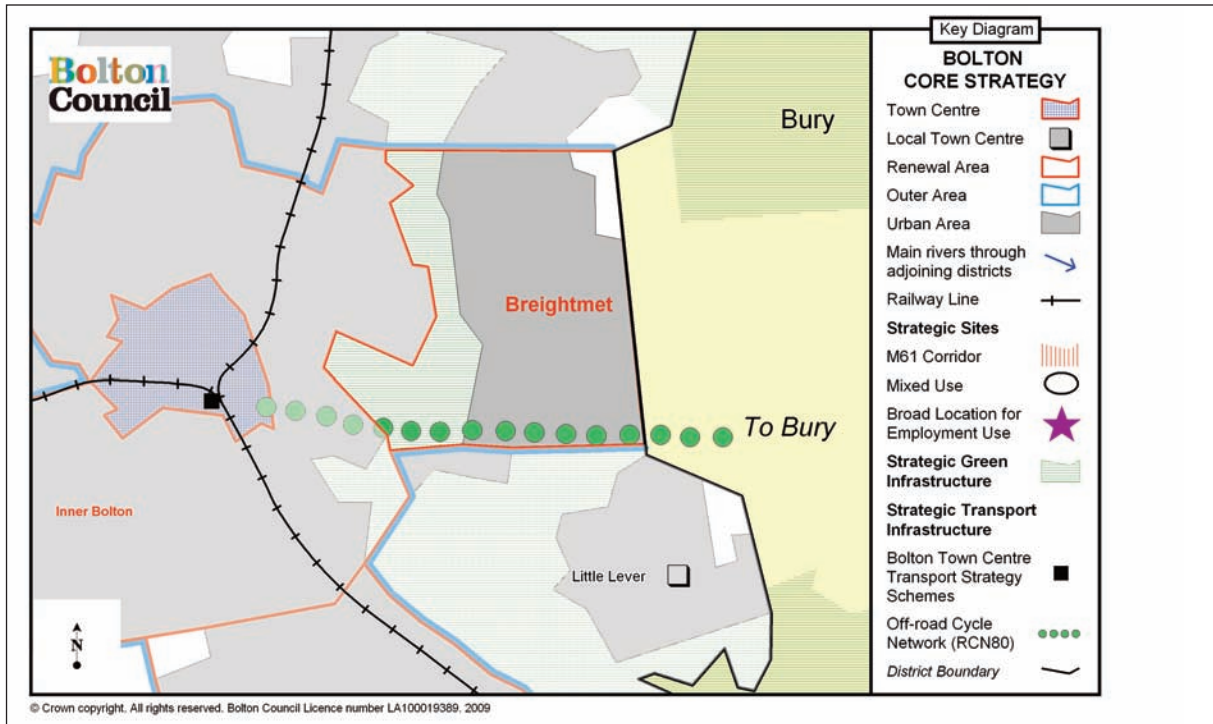 Bolton
Council
Bury
Breightmet
To Bury
Inner Bolton
Little Lever
N
Key Diagram
BOLTON
CORE STRATEGY
Town Centre
Local Town Centre
Renewal Area
Outer Area
Urban Area
Main rivers through
adjoining districts
Railway Line
Strategic Sites
M61 Corridor
Mixed Use
Broad Location for
Employment Use
Strategic Green
Infrastructure
Strategic Transport
Infrastructure
Bolton Town Centre
Transport Strategy
Schemes
Off-road Cycle
Network (RCN80)
District Boundary
© Crown copyright. All rights reserved. Bolton Council Licence number LA100019389. 2009